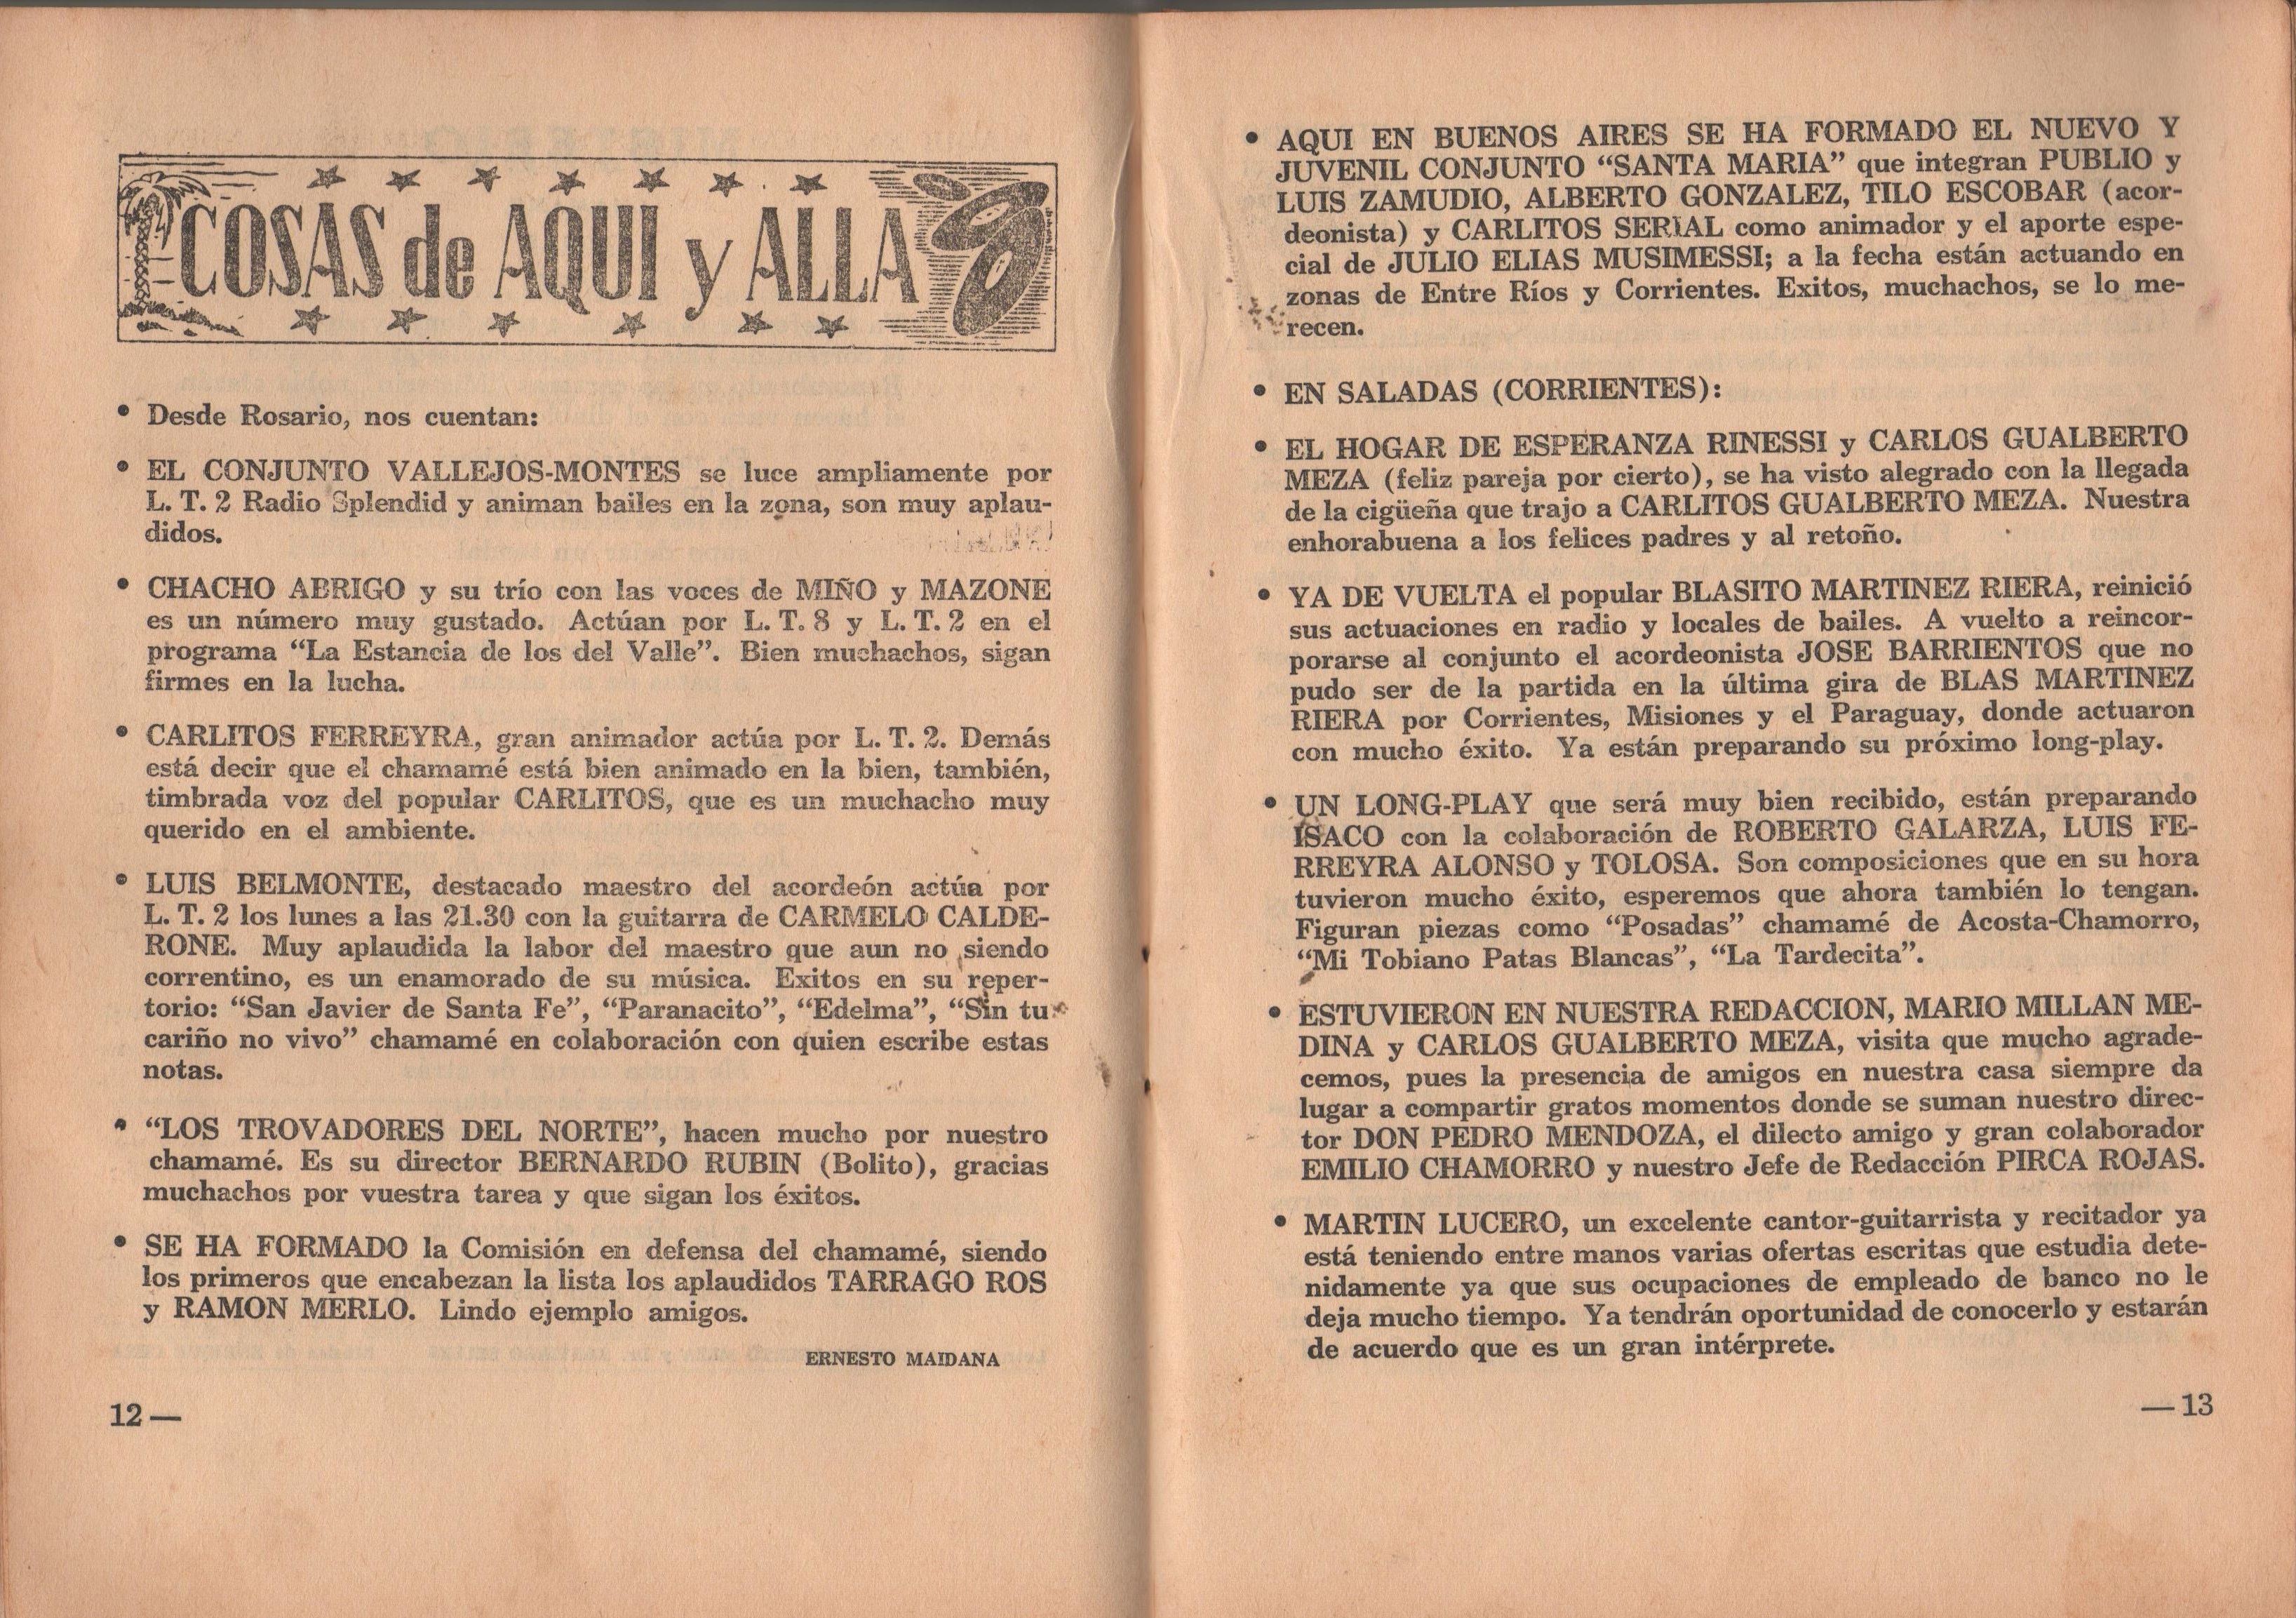 COSAS de AQUI y ALLA
• Desde Rosario, nos cuentan:
• EL CONJUNTO VALLEJOS-MONTES se luce ampliamente por
L. T. 2 Radio Splendid y animan bailes en la zona, son muy aplau-
didos.
• CHACHO ABRIGO y su trío con las voces de MIÑO y MAZONE
es un número muy gustado. Actúan por L. T. 8 y L. T. 2 en el
programa “La Estancia de los del Valle”. Bien muchachos, sigan
firmes en la lucha.
• CARLITOS FERREYRA, gran animador actúa por L. T. 2. Demás
está decir que el chamamé está bien animado en la bien, también,
timbrada voz del popular CARLITOS, que es un muchacho muy
querido en el ambiente.
• LUIS BELMONTE, destacado maestro del acordeón actúa por
L. T. 2 los lunes a las 21.30 con la guitarra de CARMELO CALDE-
RONE. Muy aplaudida la labor del maestro que aun no siendo
correntino, es un enamorado de su música. Exitos en su reper-
torio: “San Javier de Santa Fe”, “Paranacito”, “Edelma”, “Sin tu
cariño no vivo” chamamé en colaboración con quien escribe estas
notas.
• “LOS TROVADORES DEL NORTE”, hacen mucho por nuestro
chamamé. Es su director BERNARDO RUBIN (Bolito), gracias
muchachos por vuestra tarea y que sigan los éxitos.
• SE HA FORMADO la Comisión en defensa del chamamé, siendo
los primeros que encabezan la lista los aplaudidos TARRAGO ROS
y RAMON MERLO. Lindo ejemplo amigos.
ERNESTO MAIDANA
12 —
• AQUI EN BUENOS AIRES SE HA FORMADO EL NUEVO Y
JUVENIL CONJUNTO “SANTA MARIA” que integran PUBLIO y
LUIS ZAMUDIO, ALBERTO GONZALEZ, TILO ESCOBAR (acor-
deonista) y CARLITOS SERIAL como animador y el aporte espe-
cial de JULIO ELIAS MUSIMESSI; a la fecha están actuando en
zonas de Entre Ríos y Corrientes. Exitos, muchachos, se lo me-
recen.
• EN SALADAS (CORRIENTES):
• EL HOGAR DE ESPERANZA RINESSI y CARLOS GUALBERTO
MEZA (feliz pareja por cierto), se ha visto alegrado con la llegada
de la cigüeña que trajo a CARLITOS GUALBERTO MEZA. Nuestra
enhorabuena a los felices padres y al retoño.
• YA DE VUELTA el popular BLASITO MARTINEZ RIERA, reinició
sus actuaciones en radio y locales de bailes. A vuelto a reincor-
porarse al conjunto el acordeonista JOSE BARRIENTOS que no
pudo ser de la partida en la última gira de BLAS MARTINEZ
RIERA por Corrientes, Misiones y el Paraguay, donde actuaron
con mucho éxito. Ya están preparando su próximo long-play.
• UN LONG-PLAY que será muy bien recibido, están preparando
ISACO con la colaboración de ROBERTO GALARZA, LUIS FE-
RREYRA ALONSO y TOLOSA. Son composiciones que en su hora
tuvieron mucho éxito, esperemos que ahora también lo tengan.
Figuran piezas como “Posadas” chamamé de Acosta-Chamorro,
“Mi Tobiano Patas Blancas”, “La Tardecita”.
• ESTUVIERON EN NUESTRA REDACCION, MARIO MILLAN ME-
DINA y CARLOS GUALBERTO MEZA, visita que mucho agrade-
cemos, pues la presencia de amigos en nuestra casa siempre da
lugar a compartir gratos momentos donde se suman nuestro direc-
tor DON PEDRO MENDOZA, el dilecto amigo y gran colaborador
EMILIO CHAMORRO y nuestro Jefe de Redacción PIRCA ROJAS.
• MARTIN LUCERO, un excelente cantor-guitarrista y recitador ya
está teniendo entre manos varias ofertas escritas que estudia dete-
nidamente ya que sus ocupaciones de empleado de banco no le
deja mucho tiempo. Ya tendrán oportunidad de conocerlo y estarán
de acuerdo que es un gran intérprete.
— 13